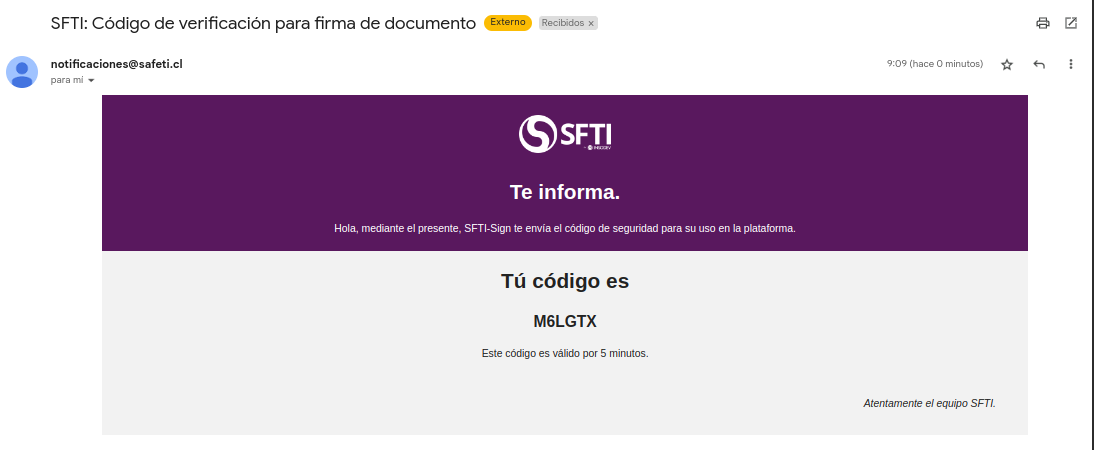 SFTI: Código de verificación para firma de documento Externo Recibidos ×
notificaciones@safeti.cl 9:09 (hace 0 minutos)
para mí
SFTI
Te informa.
Hola, mediante el presente, SFTI-Sign te envía el código de seguridad para su uso en la plataforma.
Tú código es
M6LGTX
Este código es válido por 5 minutos.
Atentamente el equipo SFTI.